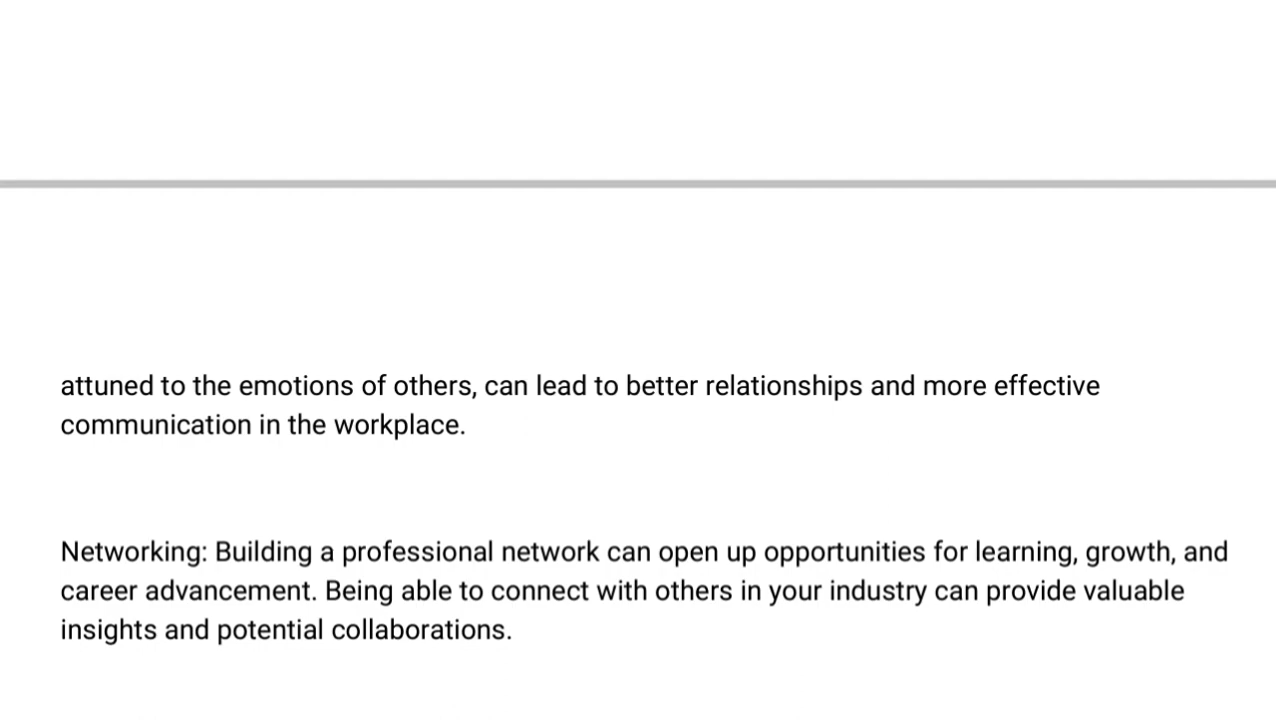 attuned to the emotions of others, can lead to better relationships and more effective
communication in the workplace.
Networking: Building a professional network can open up opportunities for learning, growth, and
career advancement. Being able to connect with others in your industry can provide valuable
insights and potential collaborations.